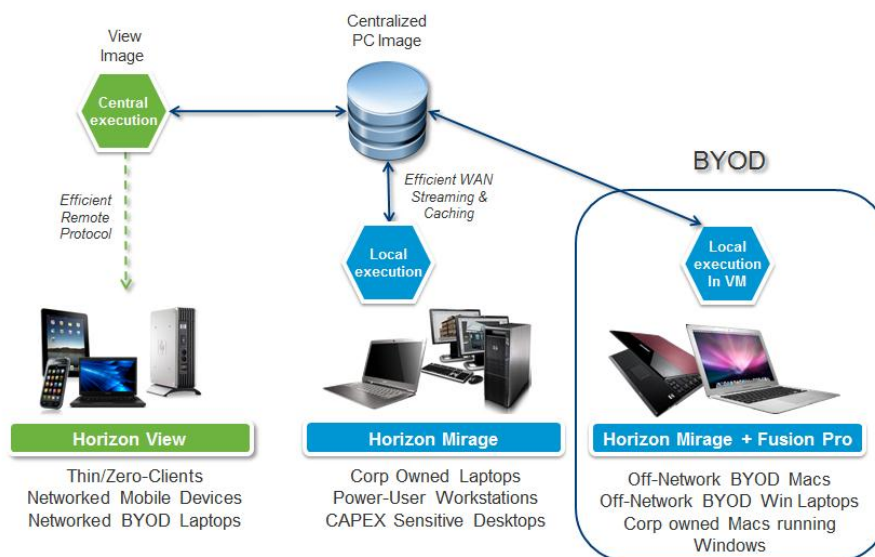 View
Image
Centralized
PC Image
Central
execution
BYOD
Efficient
Remote
Protocol
Efficient WAN
Streaming &
Caching
Local
execution
Local
execution
In VM
Horizon View
Thin/Zero-Clients
Networked Mobile Devices
Networked BYOD Laptops
Horizon Mirage
Corp Owned Laptops
Power-User Workstations
CAPEX Sensitive Desktops
Horizon Mirage + Fusion Pro
Off-Network BYOD Macs
Off-Network BYOD Win Laptops
Corp owned Macs running
Windows